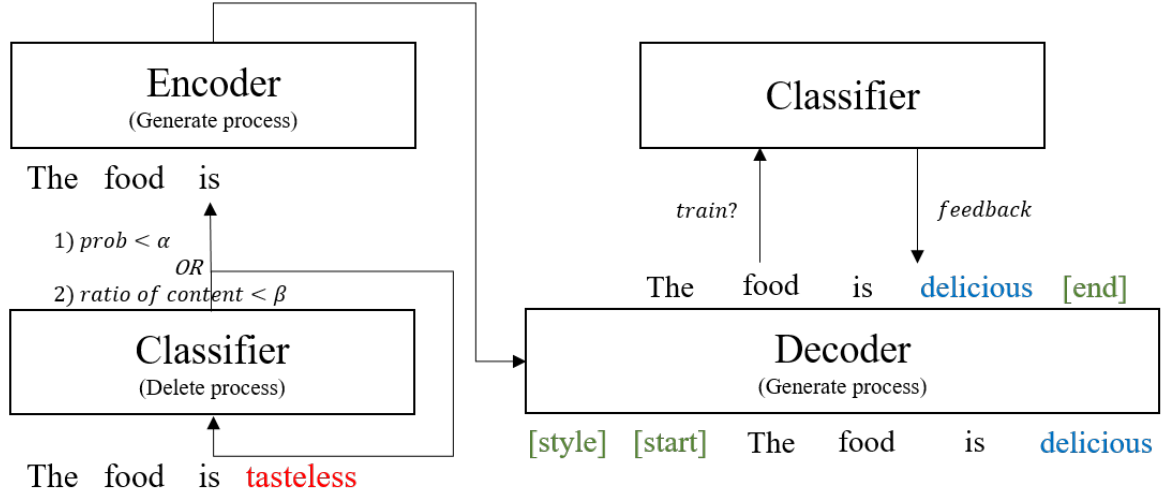 Encoder
(Generate process)
The food is
1) prob < α
OR
2) ratio of content < β
Classifier
(Delete process)
The food is tasteless
Classifier
train?
feedback
The food is delicious [end]
Decoder
(Generate process)
[style] [start] The food is delicious